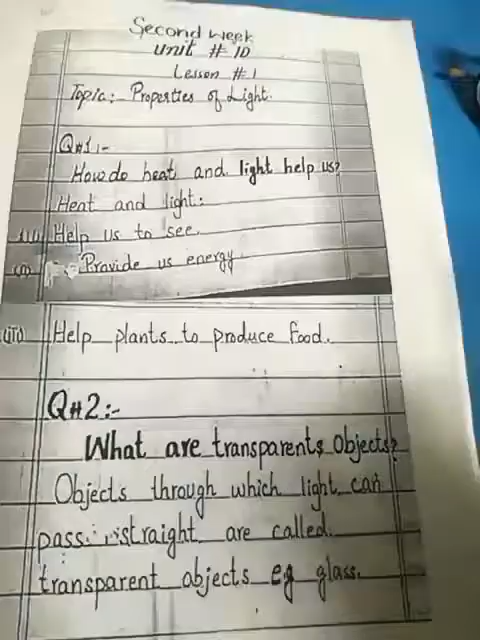 Second week
unit # 10
Lesson #1
Topic:- Properties of Light.
Q#1:-
How do heat and light help us?
Heat and light:
Help us to see.
Provide us energy.
(iii) Help plants to produce food.
Q#2:-
What are transparents objects?
Objects through which light can
pass straight are called
transparent objects eg glass.